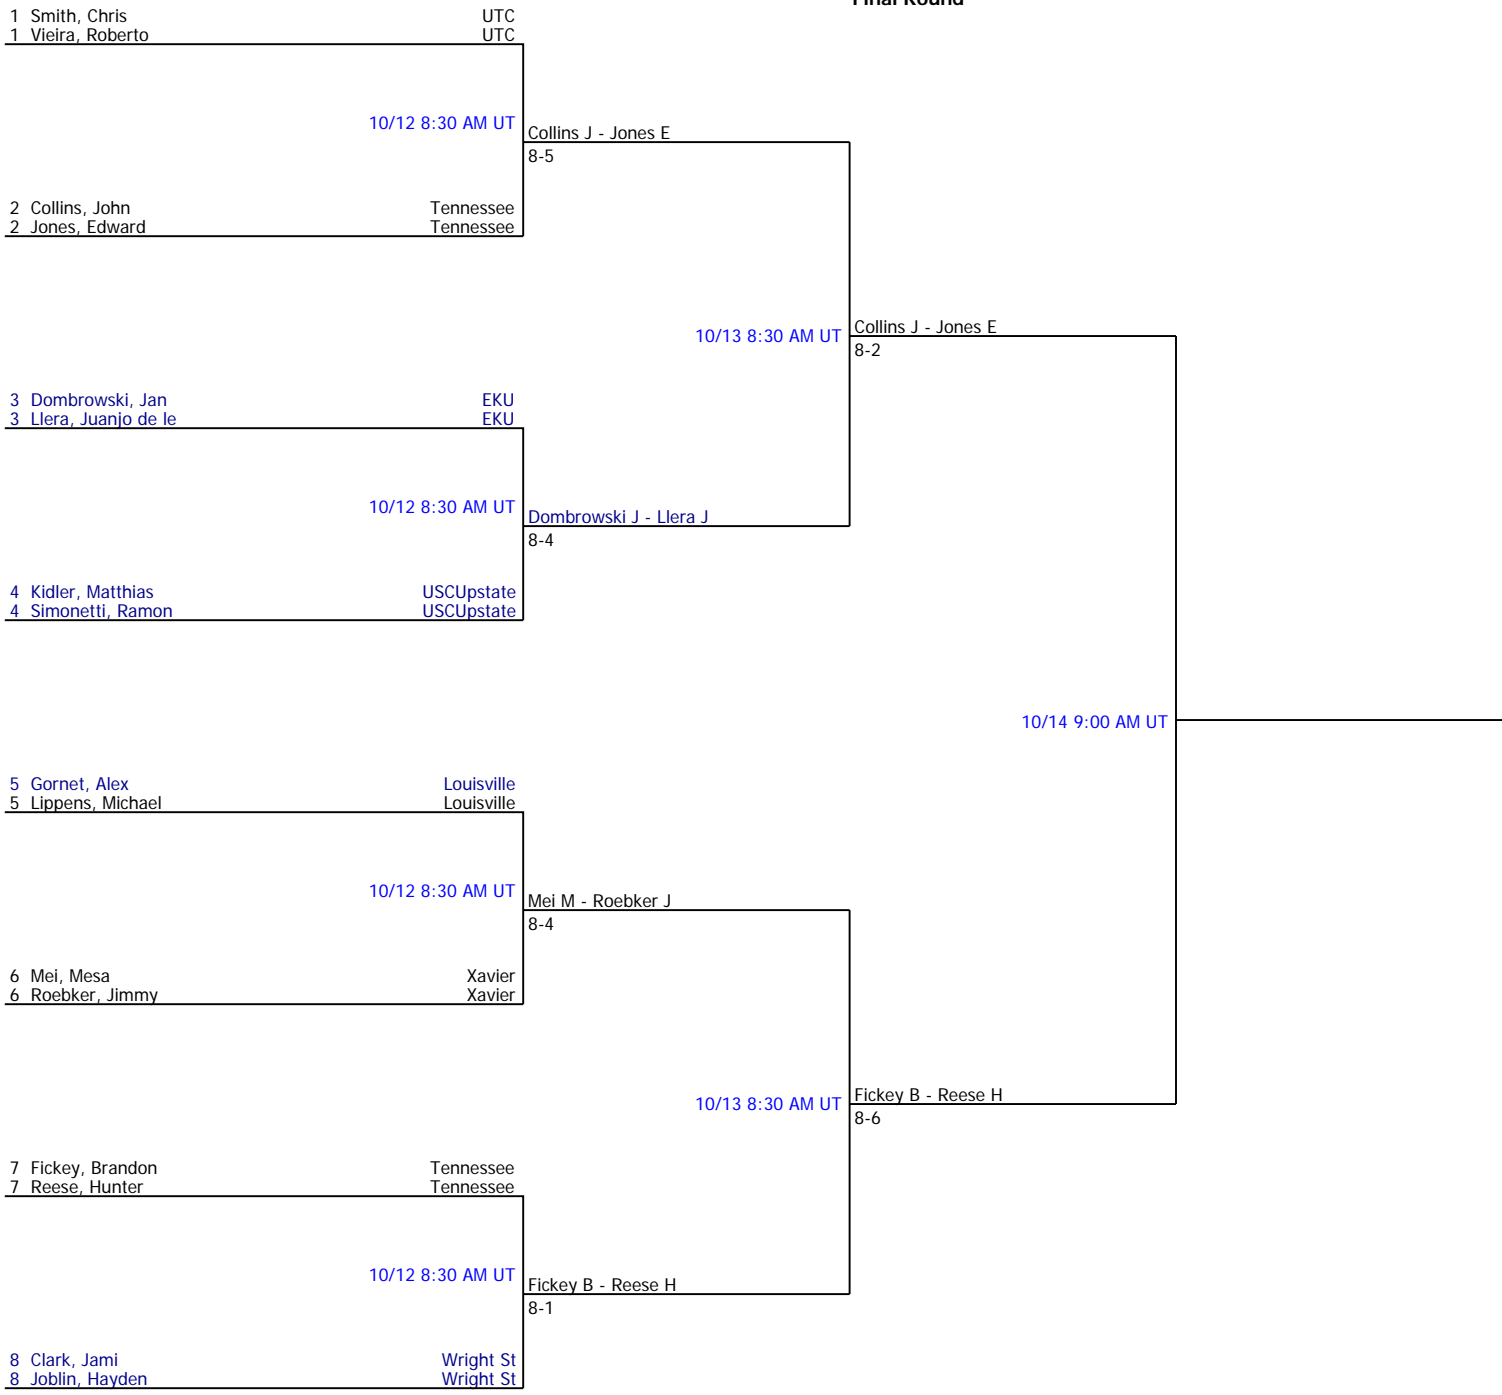 Final Round
1 Smith, Chris UTC
1 Vieira, Roberto UTC
10/12 8:30 AM UT
Collins J - Jones E
8-5
2 Collins, John Tennessee
2 Jones, Edward Tennessee
10/13 8:30 AM UT
Collins J - Jones E
8-2
3 Dombrowski, Jan EKU
3 Llera, Juanjo de le EKU
10/12 8:30 AM UT
Dombrowski J - Llera J
8-4
4 Kidler, Matthias USCUpstate
4 Simonetti, Ramon USCUpstate
10/14 9:00 AM UT
5 Gornet, Alex Louisville
5 Lippens, Michael Louisville
10/12 8:30 AM UT
Mei M - Roebker J
8-4
6 Mei, Mesa Xavier
6 Roebker, Jimmy Xavier
10/13 8:30 AM UT
Fickey B - Reese H
8-6
7 Fickey, Brandon Tennessee
7 Reese, Hunter Tennessee
10/12 8:30 AM UT
Fickey B - Reese H
8-1
8 Clark, Jami Wright St
8 Joblin, Hayden Wright St